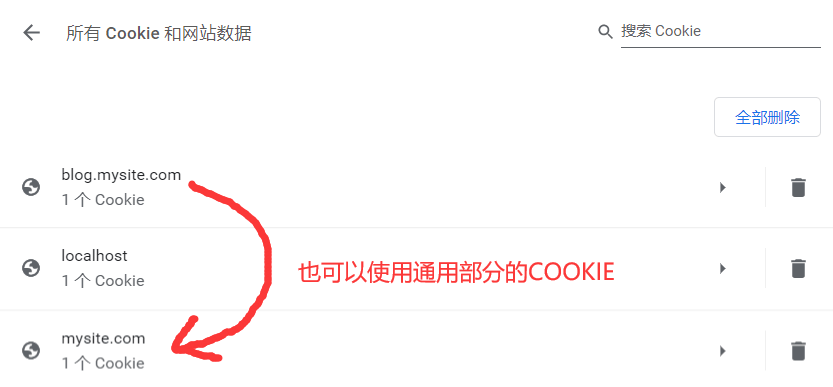 所有 Cookie 和网站数据
搜索 Cookie
全部删除
blog.mysite.com
1 个 Cookie
localhost
1 个 Cookie
也可以使用通用部分的COOKIE
mysite.com
1 个 Cookie